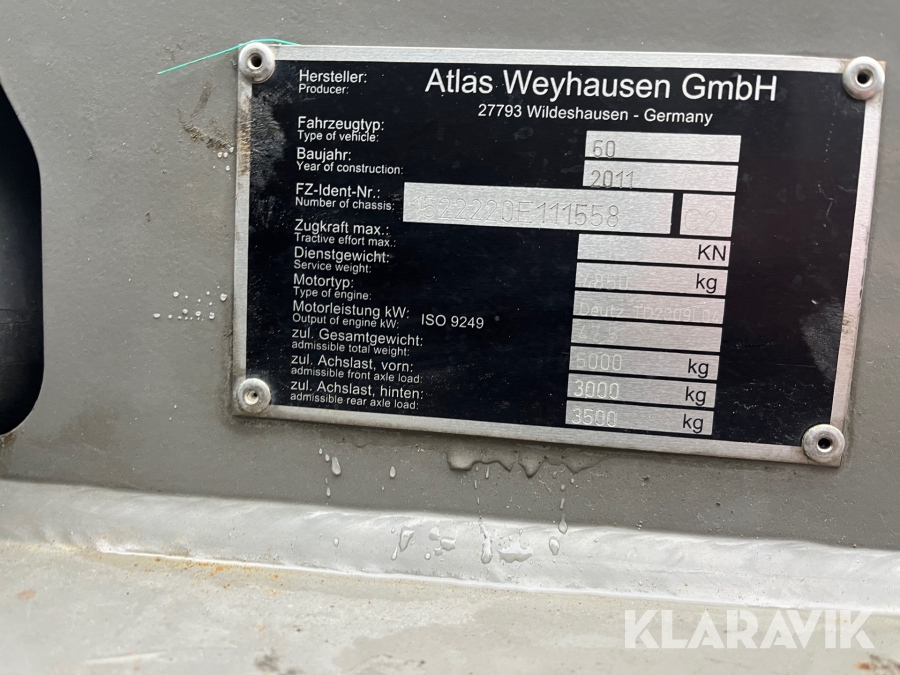 Hersteller: Atlas Weyhausen GmbH
Producer: 27793 Wildeshausen - Germany
Fahrzeugtyp: 60
Type of vehicle:
Baujahr: 2011
Year of construction:
FZ-Ident-Nr.:
Number of chassis:
Zugkraft max.: KN
Tractive effort max.:
Dienstgewicht: kg
Service weight:
Motortyp: Deutz
Type of engine:
Motorleistung kW: ISO 9249
Output of engine kW:
zul. Gesamtgewicht: kg
admissible total weight:
zul. Achslast, vorn: 3000 kg
admissible front axle load:
zul. Achslast, hinten: 3500 kg
admissible rear axle load:
KLARAVIK